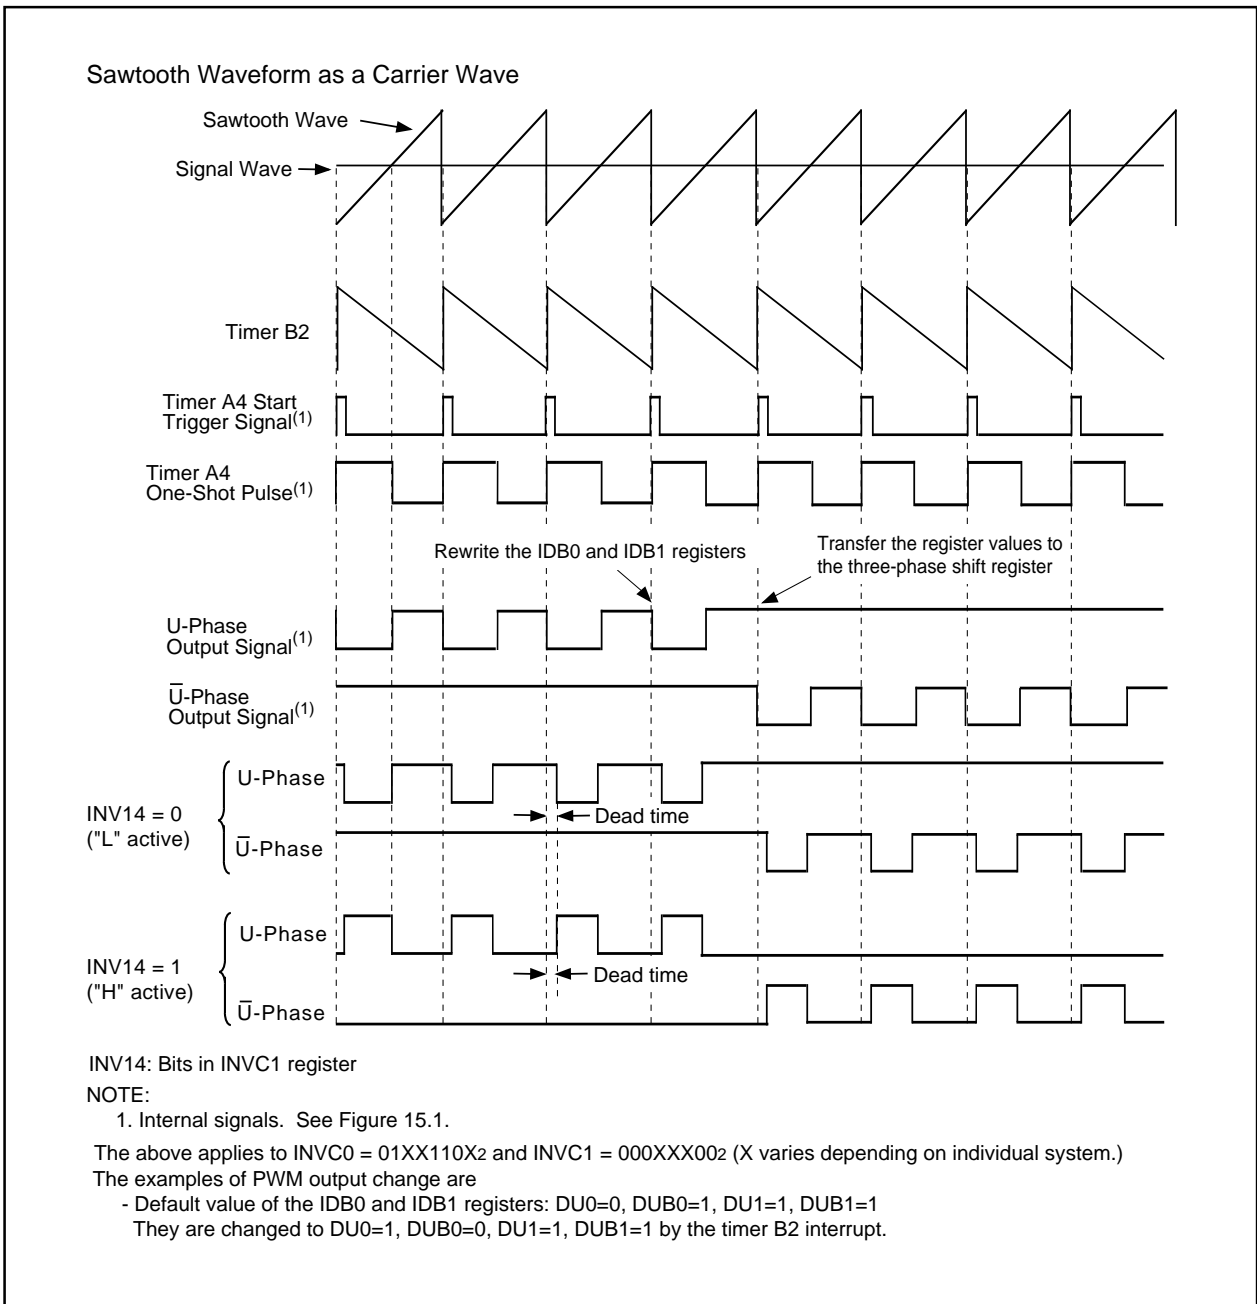 Sawtooth Waveform as a Carrier Wave
Sawtooth Wave
Signal Wave
Timer B2
Timer A4 Start
Trigger Signal(1)
Timer A4
One-Shot Pulse(1)
Rewrite the IDB0 and IDB1 registers
Transfer the register values to
the three-phase shift register
U-Phase
Output Signal(1)
U̅-Phase
Output Signal(1)
INV14 = 0
("L" active)
U-Phase
Dead time
U̅-Phase
INV14 = 1
("H" active)
U-Phase
Dead time
U̅-Phase
INV14: Bits in INVC1 register
NOTE:
1. Internal signals. See Figure 15.1.
The above applies to INVC0 = 01XX110X2 and INVC1 = 000XXX002 (X varies depending on individual system.)
The examples of PWM output change are
- Default value of the IDB0 and IDB1 registers: DU0=0, DUB0=1, DU1=1, DUB1=1
They are changed to DU0=1, DUB0=0, DU1=1, DUB1=1 by the timer B2 interrupt.